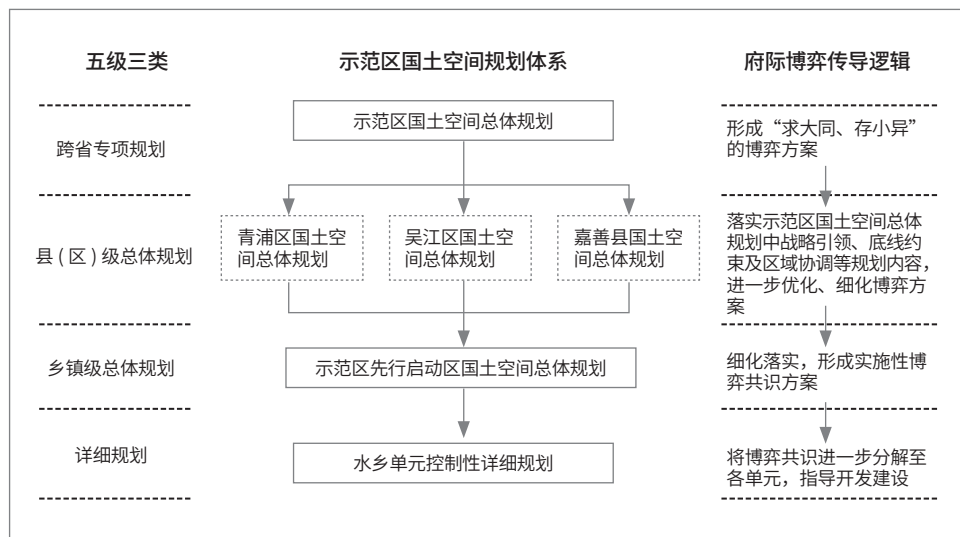 五级三类
示范区国土空间规划体系
府际博弈传导逻辑
跨省专项规划
示范区国土空间总体规划
形成“求大同、存小异”
的博弈方案
县(区)级总体规划
青浦区国土空
间总体规划
吴江区国土空
间总体规划
嘉善县国土空
间总体规划
落实示范区国土空间总体
规划中战略引领、底线约
束及区域协调等规划内容，
进一步优化、细化博弈方
案
乡镇级总体规划
示范区先行启动区国土空间总体规划
细化落实，形成实施性博
弈共识方案
详细规划
水乡单元控制性详细规划
将博弈共识进一步分解至
各单元，指导开发建设